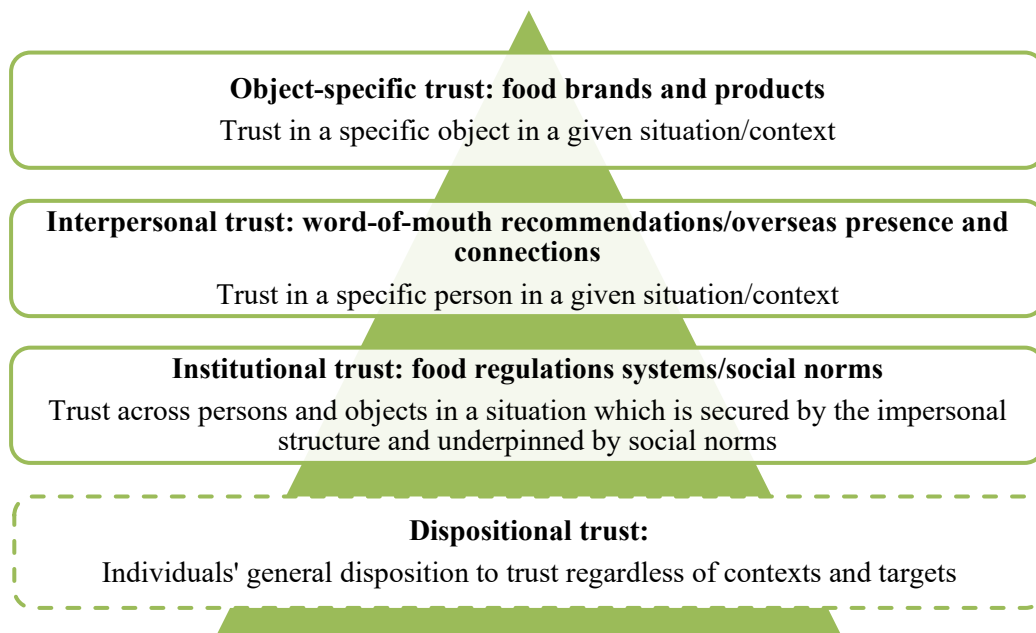 Object-specific trust: food brands and products
Trust in a specific object in a given situation/context
Interpersonal trust: word-of-mouth recommendations/overseas presence and
connections
Trust in a specific person in a given situation/context
Institutional trust: food regulations systems/social norms
Trust across persons and objects in a situation which is secured by the impersonal
structure and underpinned by social norms
Dispositional trust:
Individuals' general disposition to trust regardless of contexts and targets